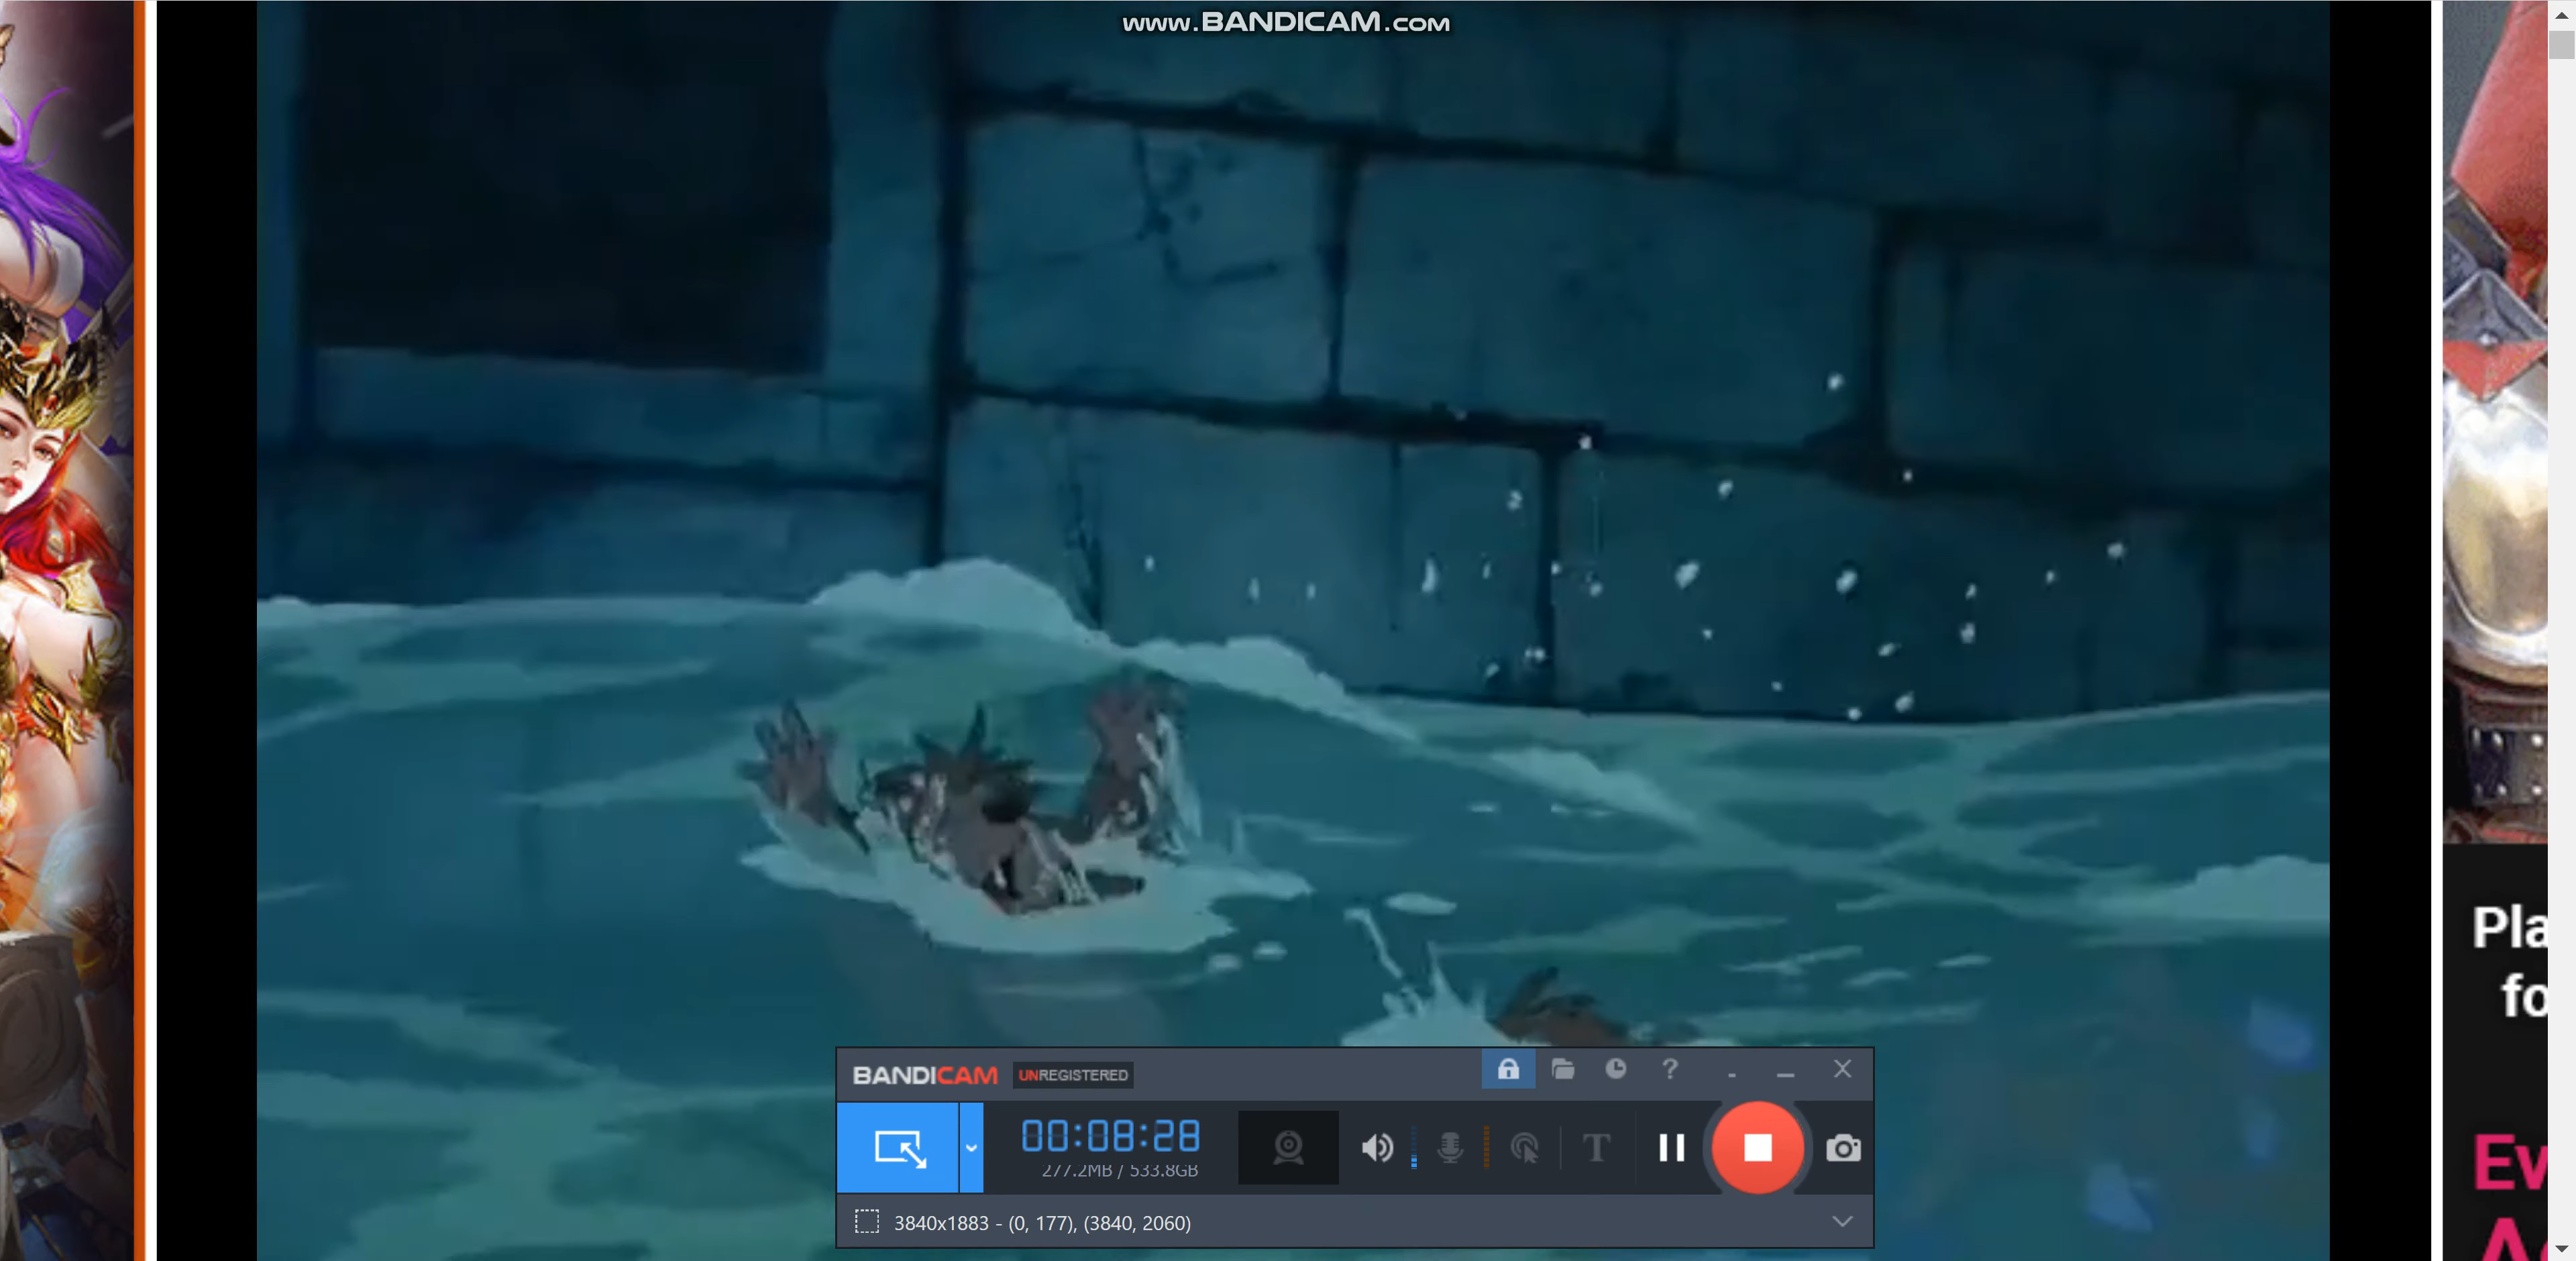 www.BANDICAM.com
BANDICAM UNREGISTERED
?
00:08:28
277.2MB / 533.8GB
T
3840x1883 - (0, 177), (3840, 2060)
Pla
fo
Ev